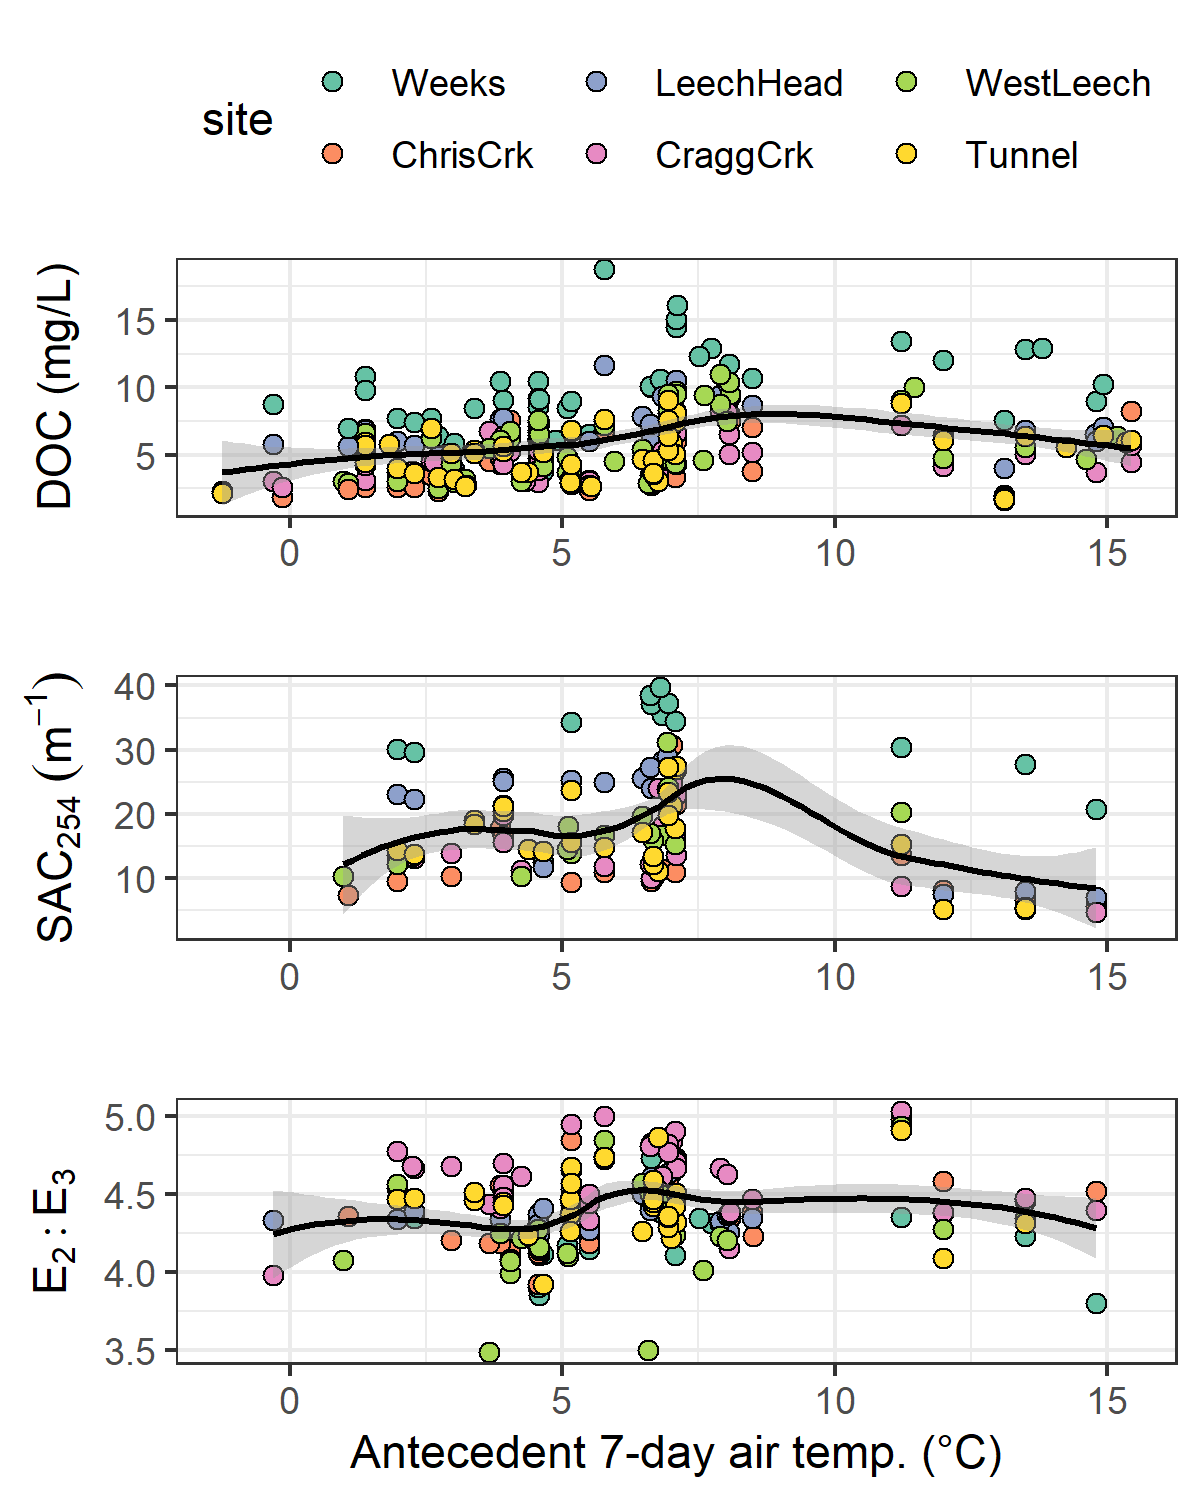 site
Weeks
LeechHead
WestLeech
ChrisCrk
CraggCrk
Tunnel
DOC (mg/L)
15
10
5
0
5
10
15
SAC₂₅₄ (m⁻¹)
40
30
20
10
0
5
10
15
E₂ : E₃
5.0
4.5
4.0
3.5
0
5
10
15
Antecedent 7-day air temp. (°C)